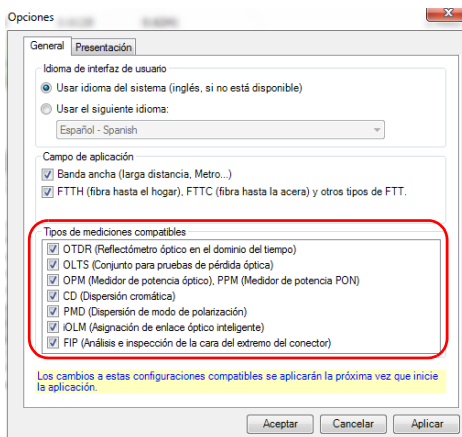 Opciones
General Presentación
Idioma de interfaz de usuario
Usar idioma del sistema (inglés, si no está disponible)
Usar el siguiente idioma:
Español - Spanish
Campo de aplicación
Banda ancha (larga distancia, Metro...)
FTTH (fibra hasta el hogar), FTTC (fibra hasta la acera) y otros tipos de FTT.
Tipos de mediciones compatibles
OTDR (Reflectómetro óptico en el dominio del tiempo)
OLTS (Conjunto para pruebas de pérdida óptica)
OPM (Medidor de potencia óptico), PPM (Medidor de potencia PON)
CD (Dispersión cromática)
PMD (Dispersión de modo de polarización)
iOLM (Asignación de enlace óptico inteligente)
FIP (Análisis e inspección de la cara del extremo del conector)
Los cambios a estas configuraciones compatibles se aplicarán la próxima vez que inicie
la aplicación.
Aceptar Cancelar Aplicar